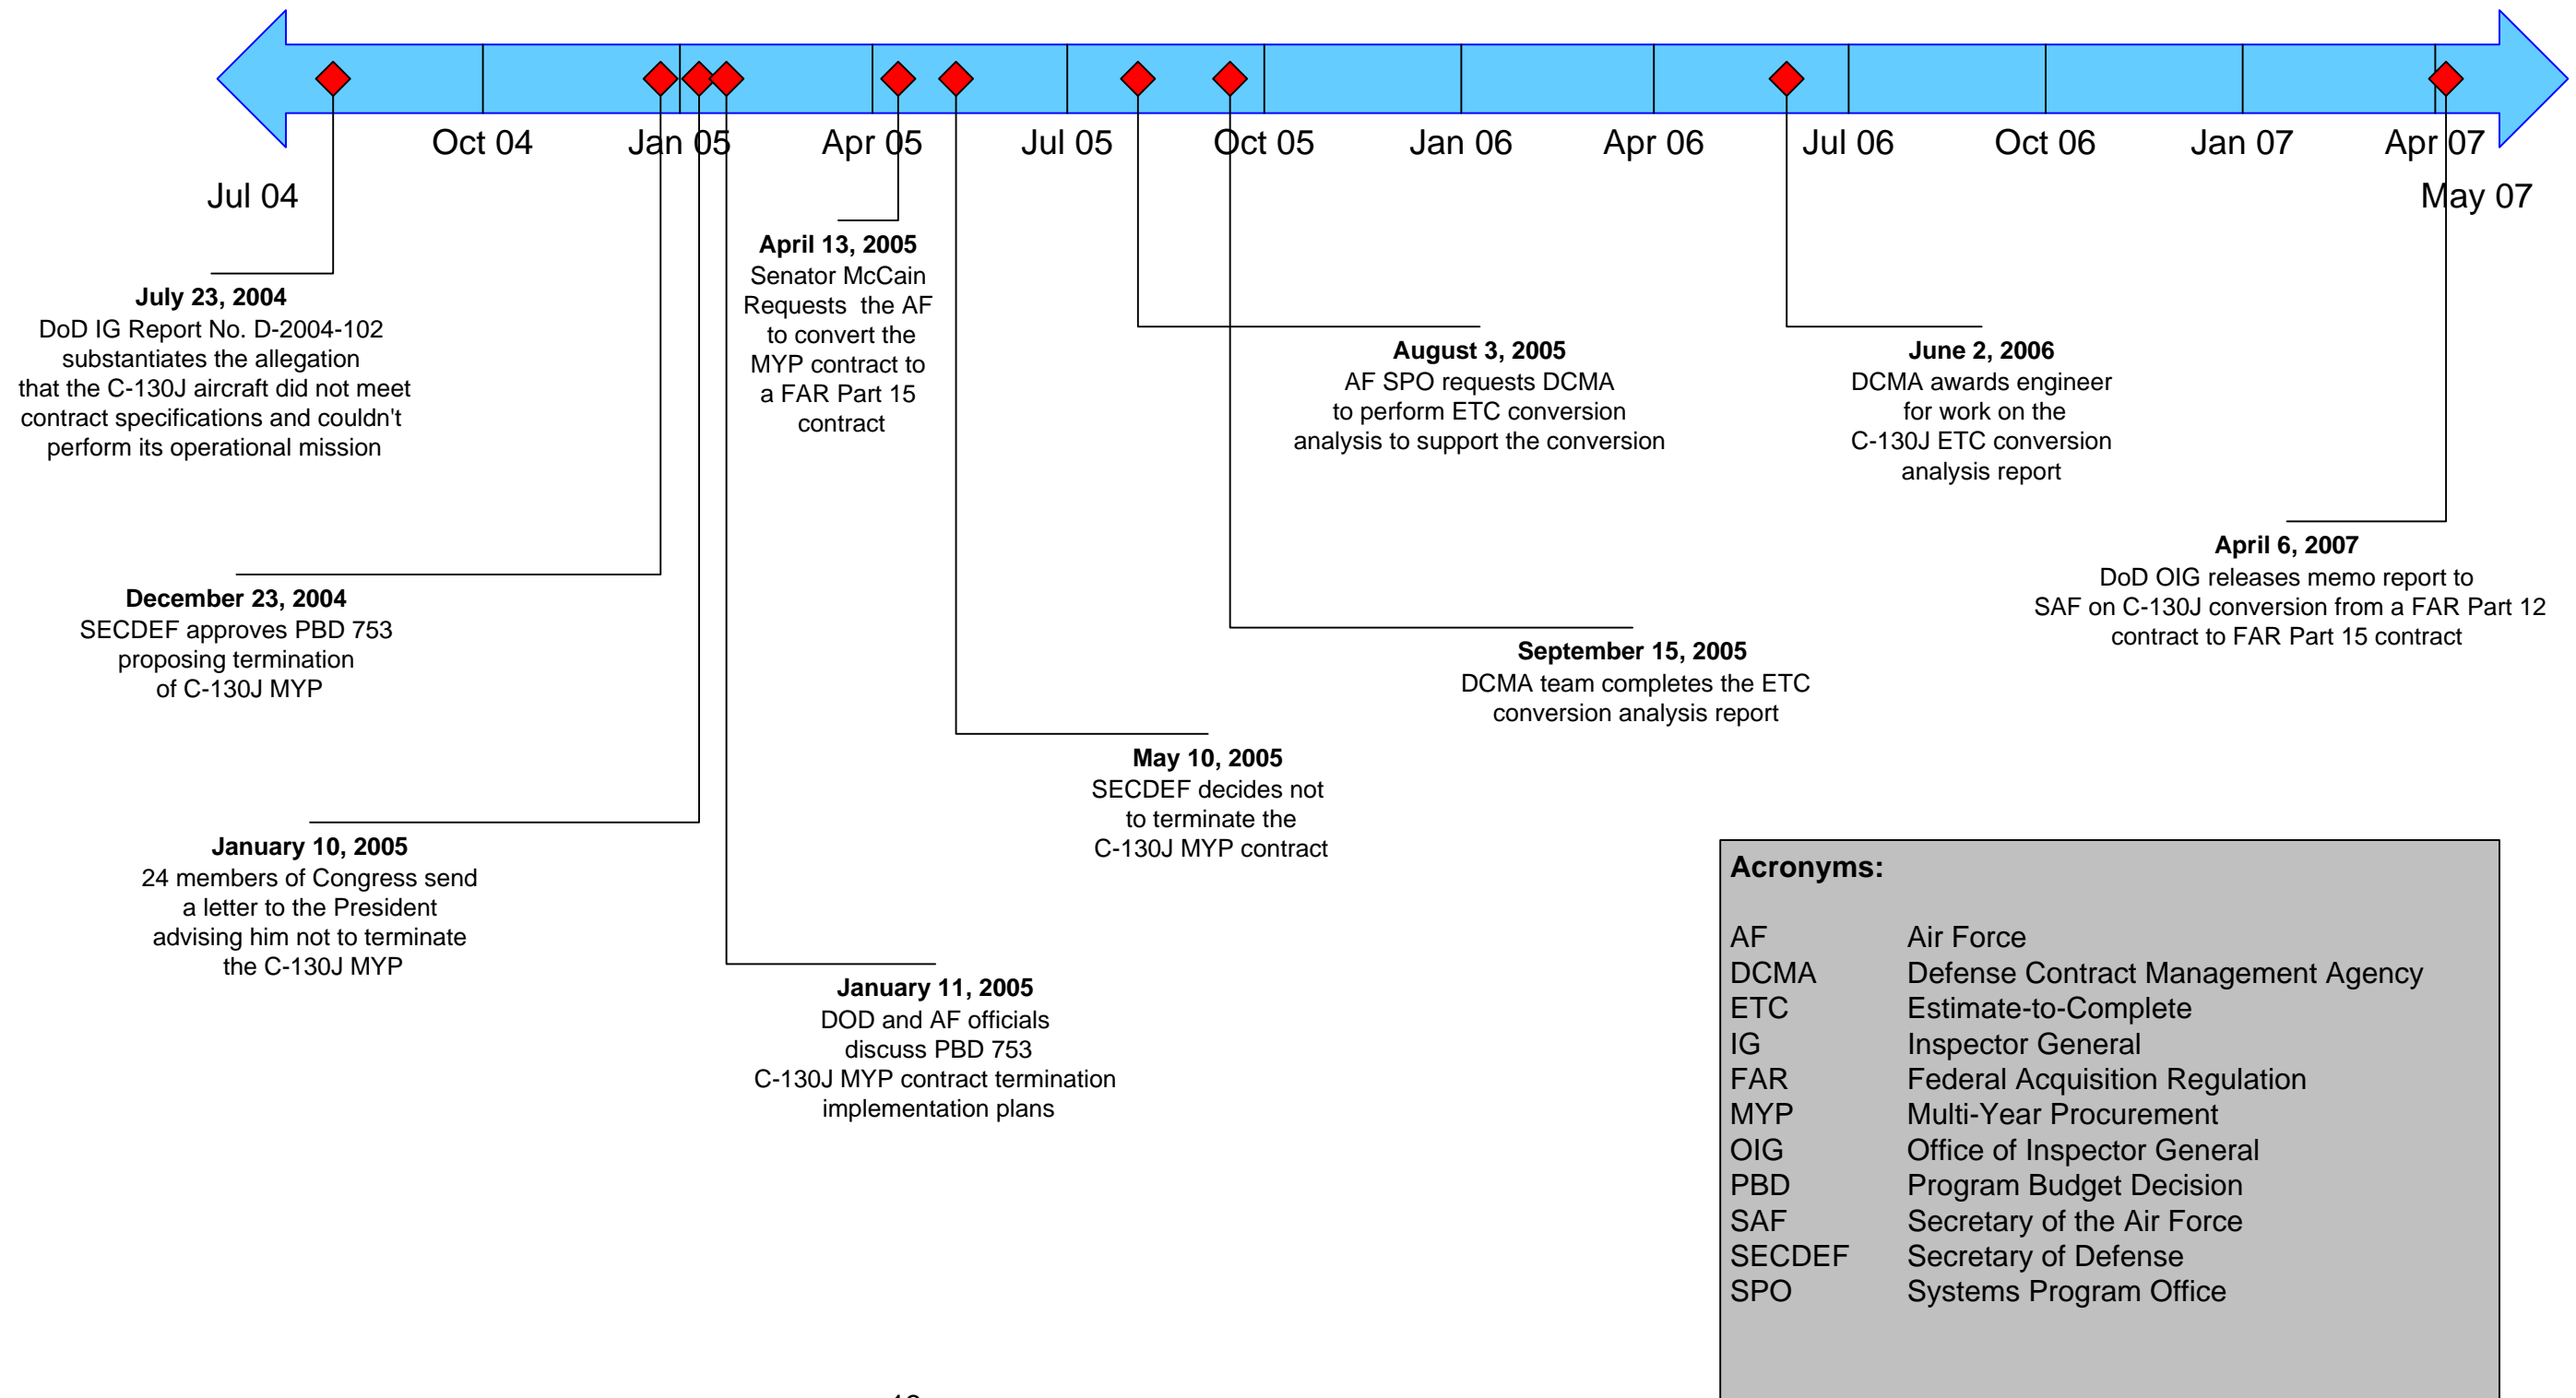 Oct 04
Jan 05
Apr 05
Jul 05
Oct 05
Jan 06
Apr 06
Jul 06
Oct 06
Jan 07
Apr 07
Jul 04
May 07
July 23, 2004
DoD IG Report No. D-2004-102
substantiates the allegation
that the C-130J aircraft did not meet
contract specifications and couldn't
perform its operational mission
December 23, 2004
SECDEF approves PBD 753
proposing termination
of C-130J MYP
January 10, 2005
24 members of Congress send
a letter to the President
advising him not to terminate
the C-130J MYP
January 11, 2005
DOD and AF officials
discuss PBD 753
C-130J MYP contract termination
implementation plans
April 13, 2005
Senator McCain
Requests the AF
to convert the
MYP contract to
a FAR Part 15
contract
May 10, 2005
SECDEF decides not
to terminate the
C-130J MYP contract
August 3, 2005
AF SPO requests DCMA
to perform ETC conversion
analysis to support the conversion
September 15, 2005
DCMA team completes the ETC
conversion analysis report
June 2, 2006
DCMA awards engineer
for work on the
C-130J ETC conversion
analysis report
April 6, 2007
DoD OIG releases memo report to
SAF on C-130J conversion from a FAR Part 12
contract to FAR Part 15 contract
Acronyms:
AF Air Force
DCMA Defense Contract Management Agency
ETC Estimate-to-Complete
IG Inspector General
FAR Federal Acquisition Regulation
MYP Multi-Year Procurement
OIG Office of Inspector General
PBD Program Budget Decision
SAF Secretary of the Air Force
SECDEF Secretary of Defense
SPO Systems Program Office